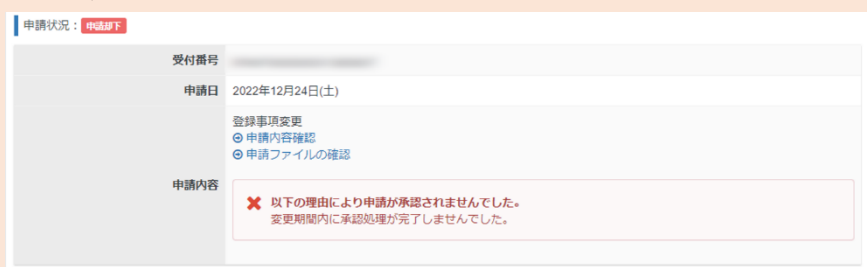 申請状況：申請却下
受付番号
申請日 2022年12月24日(土)
登録事項変更
申請内容確認
申請ファイルの確認
申請内容
以下の理由により申請が承認されませんでした。
変更期間内に承認処理が完了しませんでした。